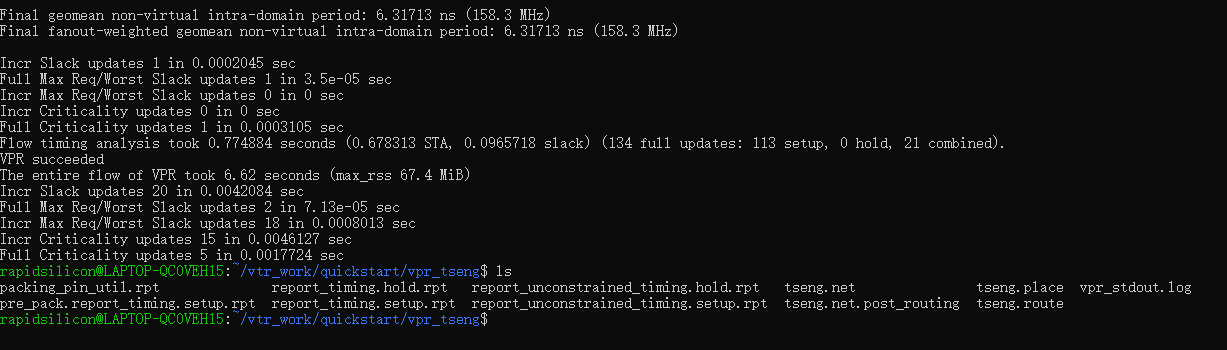 Final geomean non-virtual intra-domain period: 6.31713 ns (158.3 MHz)
Final fanout-weighted geomean non-virtual intra-domain period: 6.31713 ns (158.3 MHz)
Incr Slack updates 1 in 0.0002045 sec
Full Max Req/Worst Slack updates 1 in 3.5e-05 sec
Incr Max Req/Worst Slack updates 0 in 0 sec
Incr Criticality updates 0 in 0 sec
Full Criticality updates 1 in 0.0003105 sec
Flow timing analysis took 0.774884 seconds (0.678313 STA, 0.0965718 slack) (134 full updates: 113 setup, 0 hold, 21 combined).
VPR succeeded
The entire flow of VPR took 6.62 seconds (max_rss 67.4 MiB)
Incr Slack updates 20 in 0.0042084 sec
Full Max Req/Worst Slack updates 2 in 7.13e-05 sec
Incr Max Req/Worst Slack updates 18 in 0.0008013 sec
Incr Criticality updates 15 in 0.0046127 sec
Full Criticality updates 5 in 0.0017724 sec
rapidsilicon@LAPTOP-QC0VEH15:~/vtr_work/quickstart/vpr_tseng$ ls
packing_pin_util.rpt report_timing.hold.rpt report_unconstrained_timing.hold.rpt tseng.net tseng.place vpr_stdout.log
pre_pack.report_timing.setup.rpt report_timing.setup.rpt report_unconstrained_timing.setup.rpt tseng.net.post_routing tseng.route
rapidsilicon@LAPTOP-QC0VEH15:~/vtr_work/quickstart/vpr_tseng$